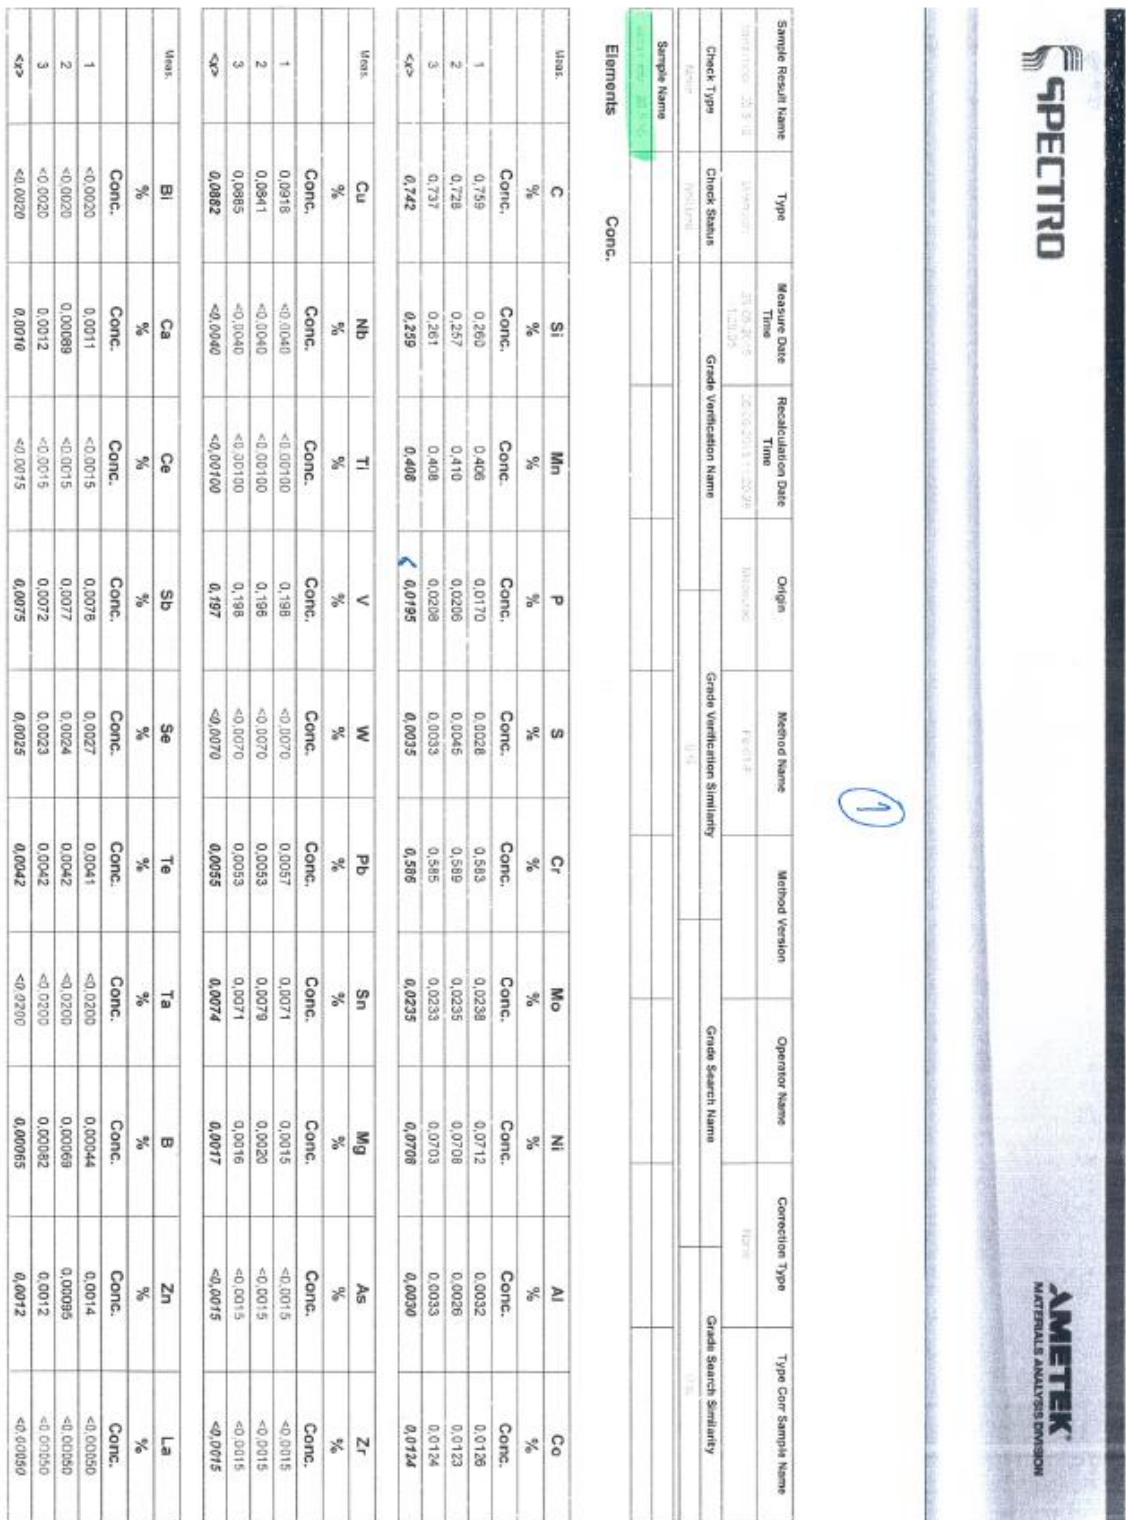 SPECTRO
AMETEK
MATERIALS ANALYSIS DIVISION
1
Sample Result Name Type Measure Date Time Recalculation Date Time Origin Method Name Method Version Operator Name Correction Type Type Corr Sample Name
None
Check Type Check Status Grade Verification Name Grade Verification Similarity Grade Search Name Grade Search Similarity
Sample Name
Elements Conc.
Meas. C Si Mn P S Cr Mo Ni Al Co
% % % % % % % % % %
Conc. Conc. Conc. Conc. Conc. Conc. Conc. Conc. Conc. Conc.
1 0,759 0,260 0,406 0,0170 0,0028 0,583 0,0238 0,0712 0,0032 0,0126
2 0,728 0,257 0,410 0,0206 0,0045 0,589 0,0235 0,0708 0,0026 0,0123
3 0,737 0,261 0,408 0,0208 0,0033 0,585 0,0233 0,0703 0,0033 0,0124
<x> 0,742 0,259 0,408 0,0195 0,0035 0,586 0,0235 0,0708 0,0030 0,0124
Meas. Cu Nb Ti V W Pb Sn Mg As Zr
% % % % % % % % % %
Conc. Conc. Conc. Conc. Conc. Conc. Conc. Conc. Conc. Conc.
1 0,0918 <0,0040 <0,00100 0,198 <0,0070 0,0057 0,0071 0,0015 <0,0015 <0,0015
2 0,0841 <0,0040 <0,00100 0,196 <0,0070 0,0053 0,0079 0,0020 <0,0015 <0,0015
3 0,0885 <0,0040 <0,00100 0,198 <0,0070 0,0053 0,0071 0,0016 <0,0015 <0,0015
<x> 0,0882 <0,0040 <0,00100 0,197 <0,0070 0,0055 0,0074 0,0017 <0,0015 <0,0015
Meas. Bi Ca Ce Sb Se Te Ta B Zn La
% % % % % % % % % %
Conc. Conc. Conc. Conc. Conc. Conc. Conc. Conc. Conc. Conc.
1 <0,0020 0,0011 <0,0015 0,0076 0,0027 0,0041 <0,0200 0,00044 0,0014 <0,00050
2 <0,0020 0,00089 <0,0015 0,0077 0,0024 0,0042 <0,0200 0,00069 0,00095 <0,00050
3 <0,0020 0,0012 <0,0015 0,0072 0,0023 0,0042 <0,0200 0,00082 0,0012 <0,00050
<x> <0,0020 0,0010 <0,0015 0,0075 0,0025 0,0042 <0,0200 0,00065 0,0012 <0,00050